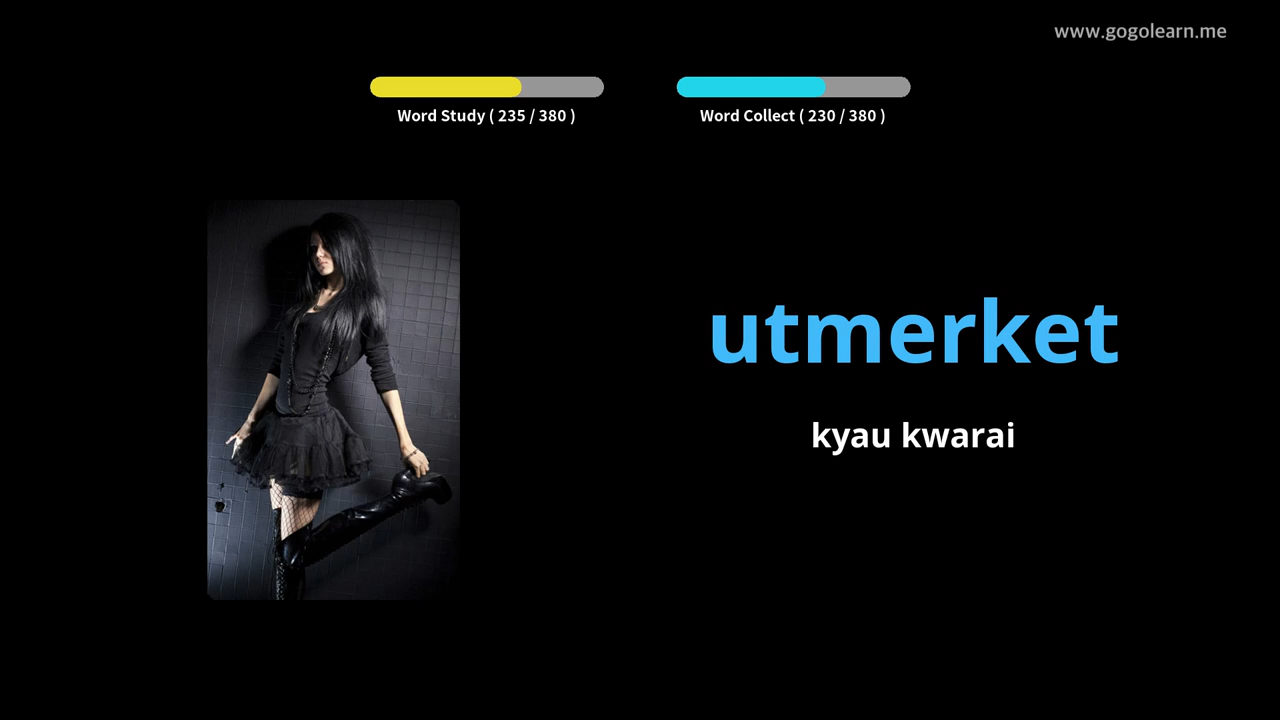 www.gogolearn.me
Word Study ( 235 / 380 )
Word Collect ( 230 / 380 )
utmerket
kyau kwarai